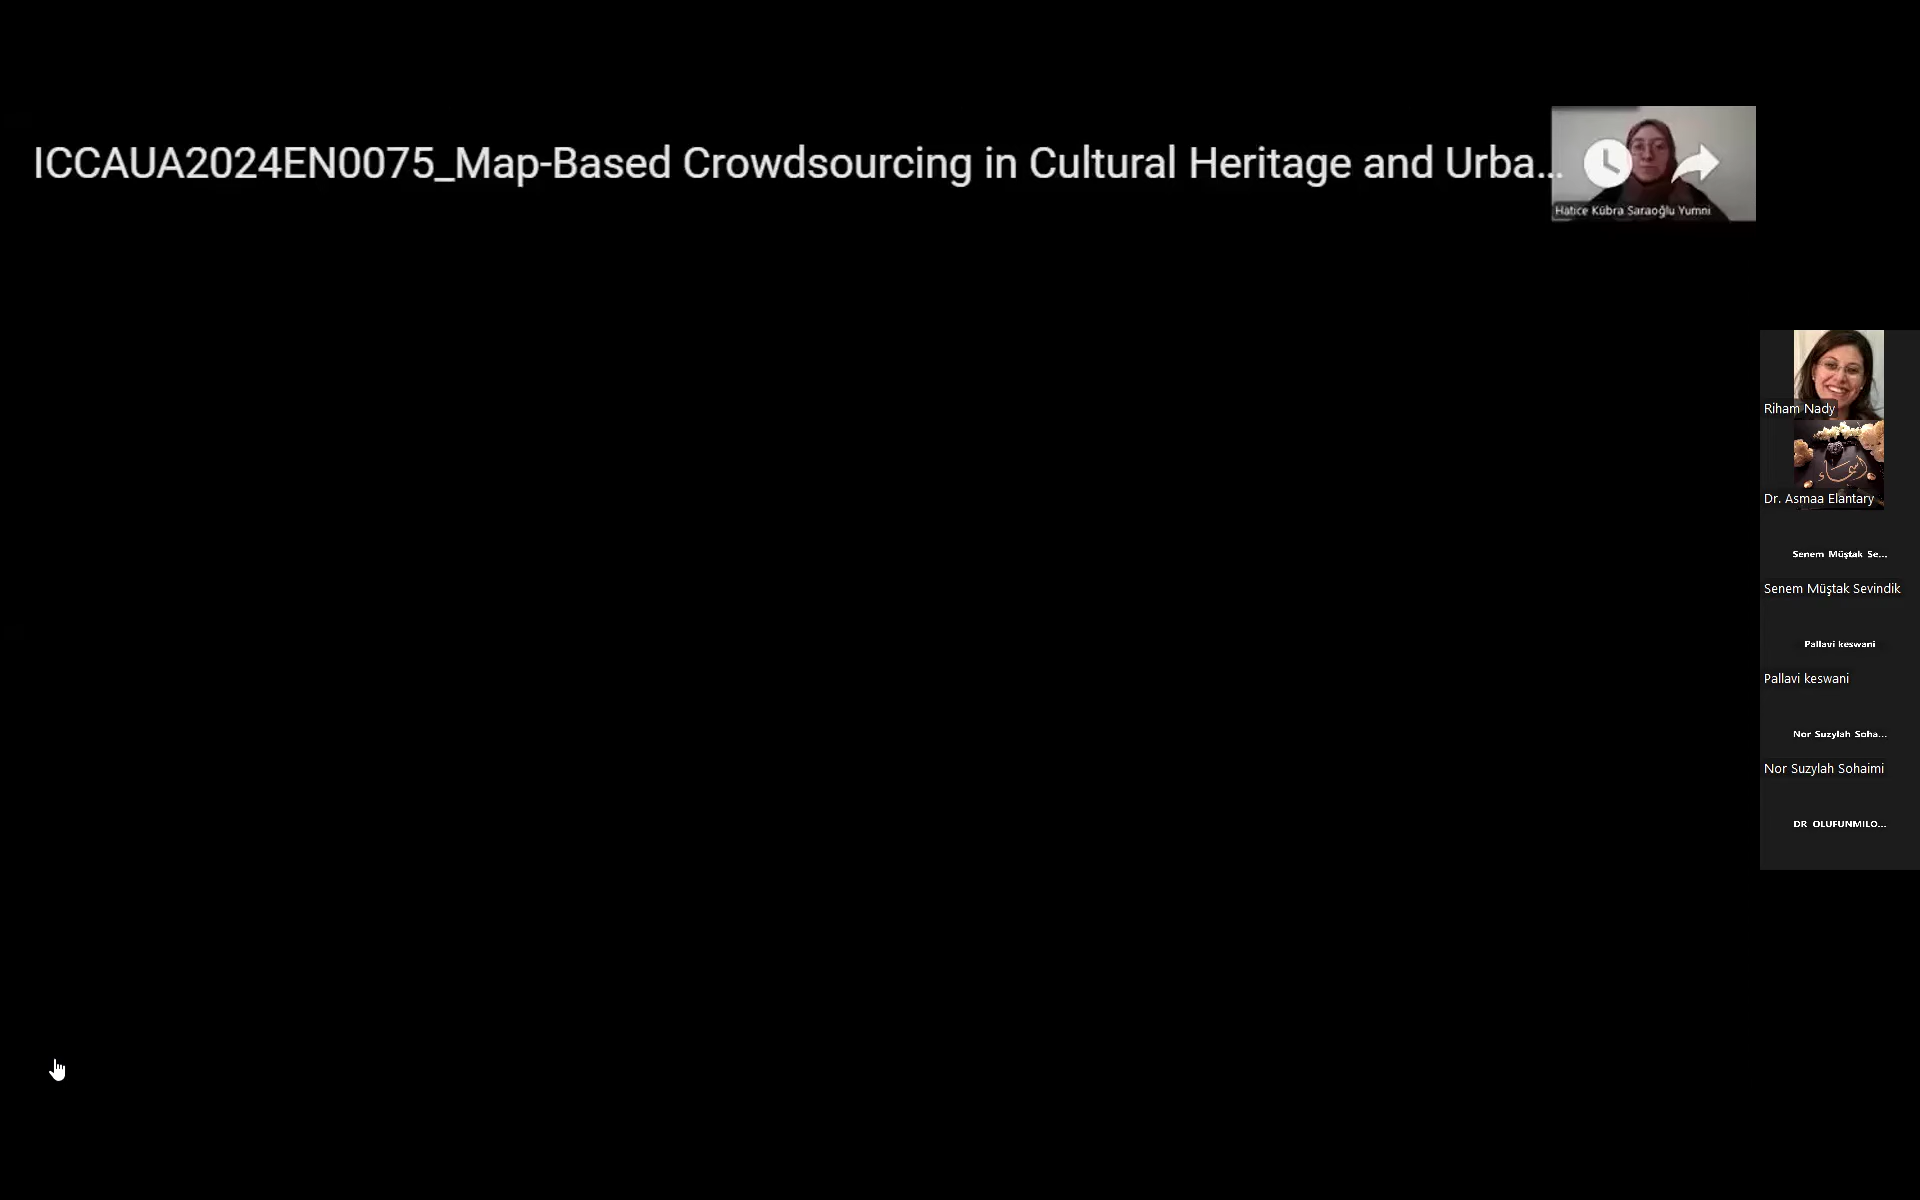 ICCAUA2024EN0075_Map-Based Crowdsourcing in Cultural Heritage and Urba...
Hatice Kübra Saraoğlu Yumni
Riham Nady
أسماء
Dr. Asmaa Elantary
Senem Müştak Se...
Senem Müştak Sevindik
Pallavi keswani
Pallavi keswani
Nor Suzylah Soha...
Nor Suzylah Sohaimi
DR OLUFUNMILO...